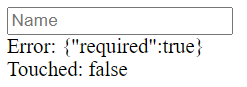 Name
Error: {"required":true}
Touched: false